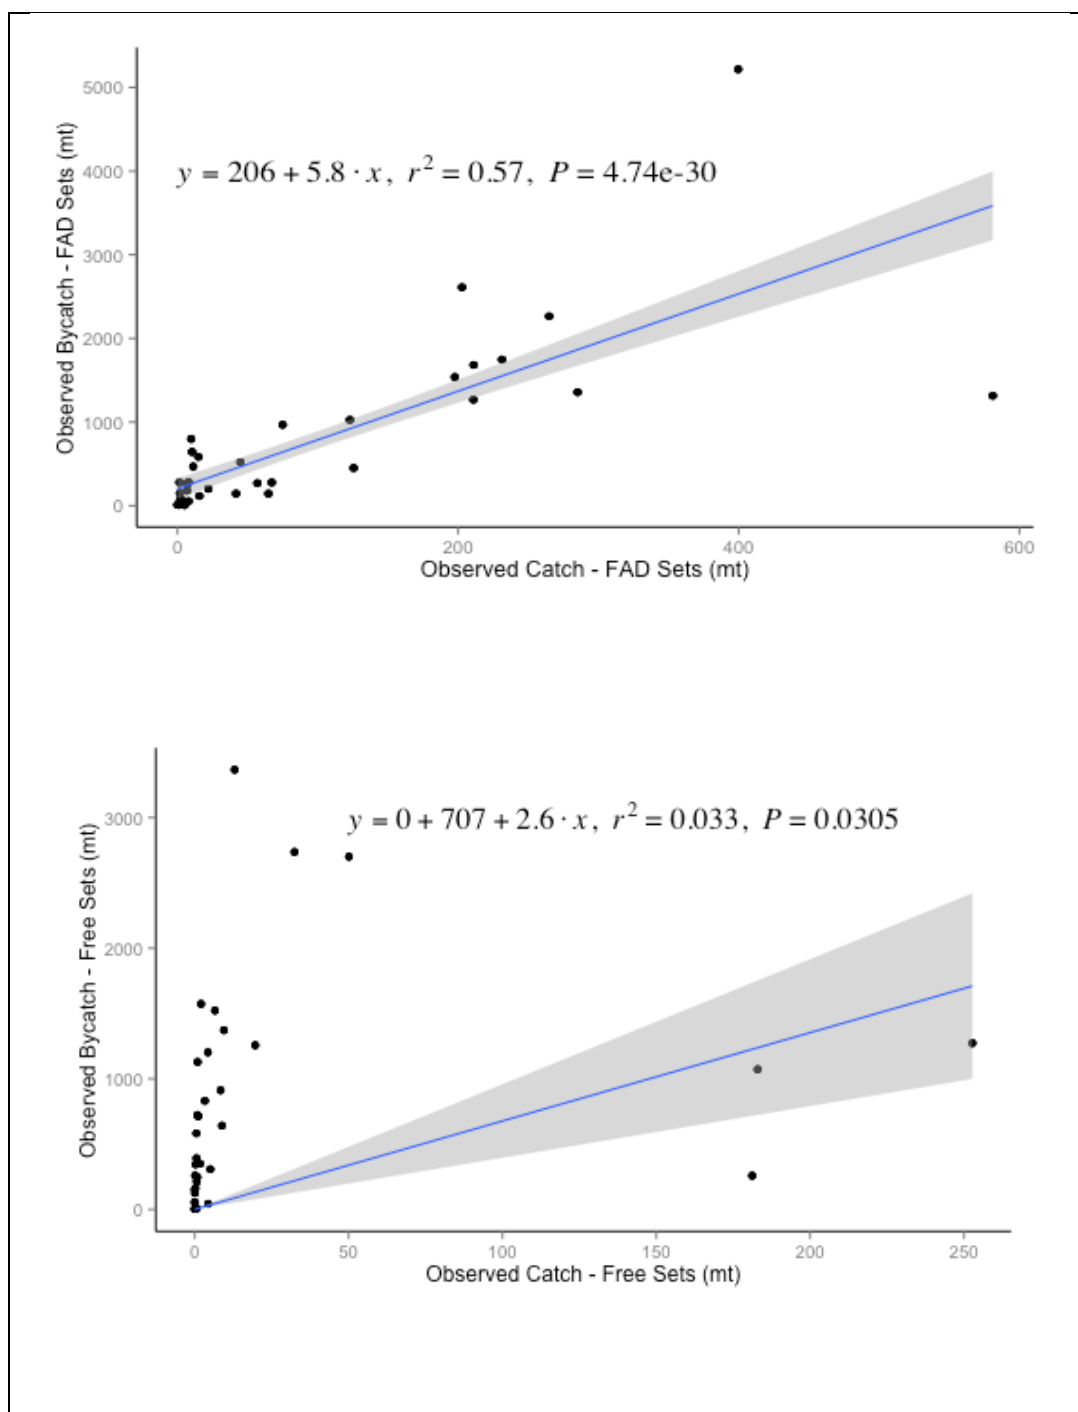 Observed Bycatch - FAD Sets (mt)
5000
4000
3000
2000
1000
0
y = 206 + 5.8 · x, r² = 0.57, P = 4.74e-30
0 200 400 600
Observed Catch - FAD Sets (mt)
Observed Bycatch - Free Sets (mt)
3000
2000
1000
0
y = 0 + 707 + 2.6 · x, r² = 0.033, P = 0.0305
0 50 100 150 200 250
Observed Catch - Free Sets (mt)